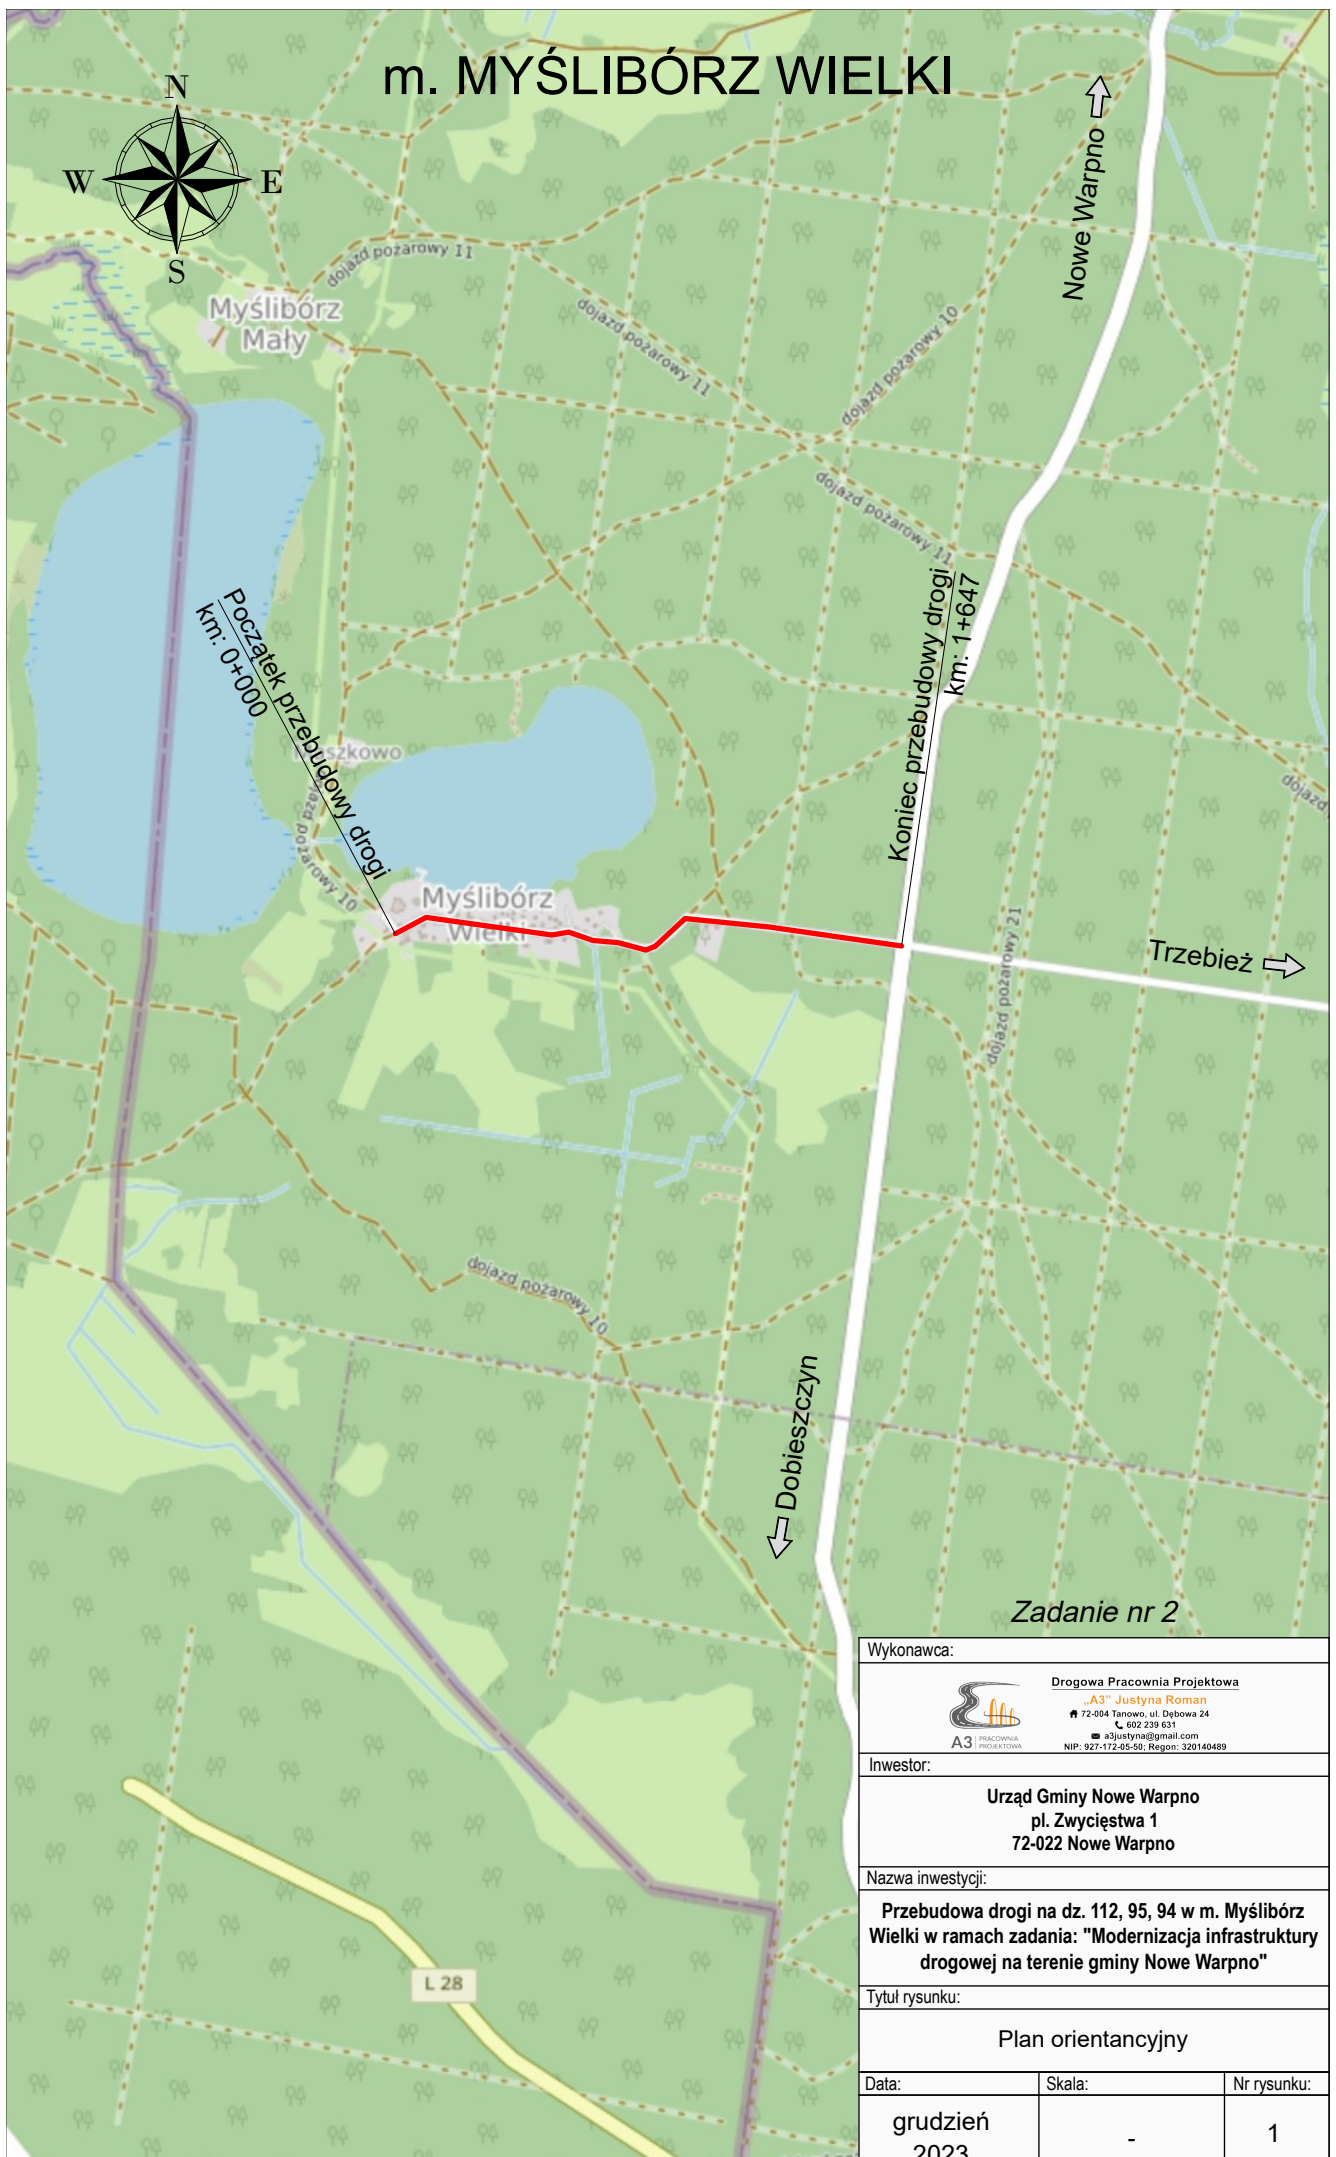 m. MYŚLIBÓRZ WIELKI
N
W
E
S
Nowe Warpno
dojazd pożarowy 11
Myślibórz
Mały
dojazd pożarowy 11
dojazd pożarowy 10
dojazd pożarowy 11
Początek przebudowy drogi
km: 0+000
Koniec przebudowy drogi
km: 1+647
szkowo
dojazd
pożarowy 10
Myślibórz
Wielki
dojazd pożarowy 21
Trzebież
dojazd pożarowy 10
Dobieszczyn
L 28
Zadanie nr 2
Wykonawca:
A3 PRACOWNIA
PROJEKTOWA
Drogowa Pracownia Projektowa
„A3” Justyna Roman
72-004 Tanowo, ul. Dębowa 24
602 239 631
a3justyna@gmail.com
NIP: 927-172-05-50; Regon: 320140489
Inwestor:
Urząd Gminy Nowe Warpno
pl. Zwycięstwa 1
72-022 Nowe Warpno
Nazwa inwestycji:
Przebudowa drogi na dz. 112, 95, 94 w m. Myślibórz
Wielki w ramach zadania: "Modernizacja infrastruktury
drogowej na terenie gminy Nowe Warpno"
Tytuł rysunku:
Plan orientancyjny
Data:
Skala:
Nr rysunku:
grudzień
2023
-
1